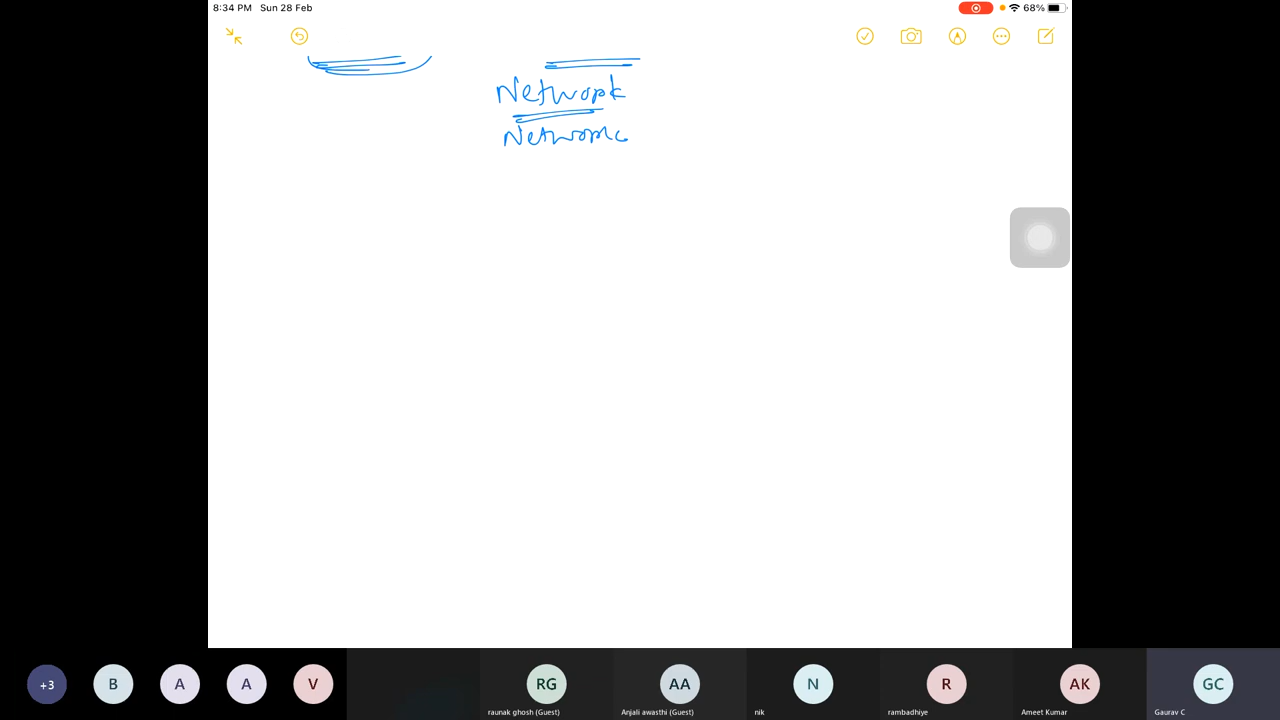 8:34 PM Sun 28 Feb 68%
Network
Network
+3 B A A V RG AA N R AK GC
raunak ghosh (Guest) Anjali awasthi (Guest) nik rambadhiye Ameet Kumar Gaurav C